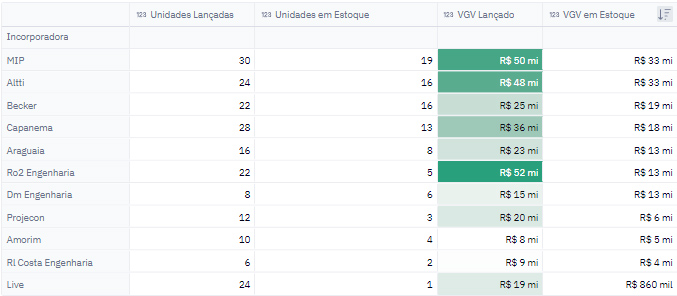 123 Unidades Lançadas 123 Unidades em Estoque 123 VGV Lançado 123 VGV em Estoque
Incorporadora
MIP 30 19 R$ 50 mi R$ 33 mi
Altti 24 16 R$ 48 mi R$ 33 mi
Becker 22 16 R$ 25 mi R$ 19 mi
Capanema 28 13 R$ 36 mi R$ 18 mi
Araguaia 16 8 R$ 23 mi R$ 13 mi
Ro2 Engenharia 22 5 R$ 52 mi R$ 13 mi
Dm Engenharia 8 6 R$ 15 mi R$ 13 mi
Projecon 12 3 R$ 20 mi R$ 6 mi
Amorim 10 4 R$ 8 mi R$ 5 mi
Rl Costa Engenharia 6 2 R$ 9 mi R$ 4 mi
Live 24 1 R$ 19 mi R$ 860 mil